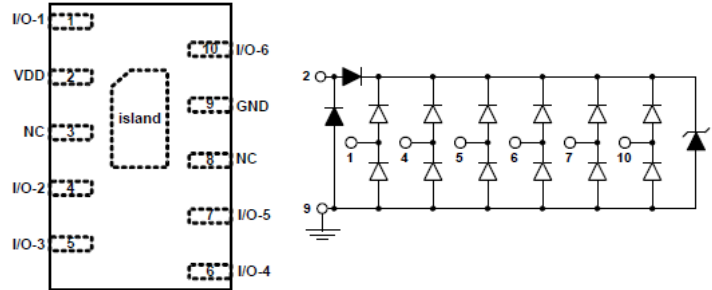 I/O-1 1
10 I/O-6
VDD 2
9 GND
island
NC 3
8 NC
I/O-2 4
7 I/O-5
I/O-3 5
6 I/O-4
2
1 4 5 6 7 10
9